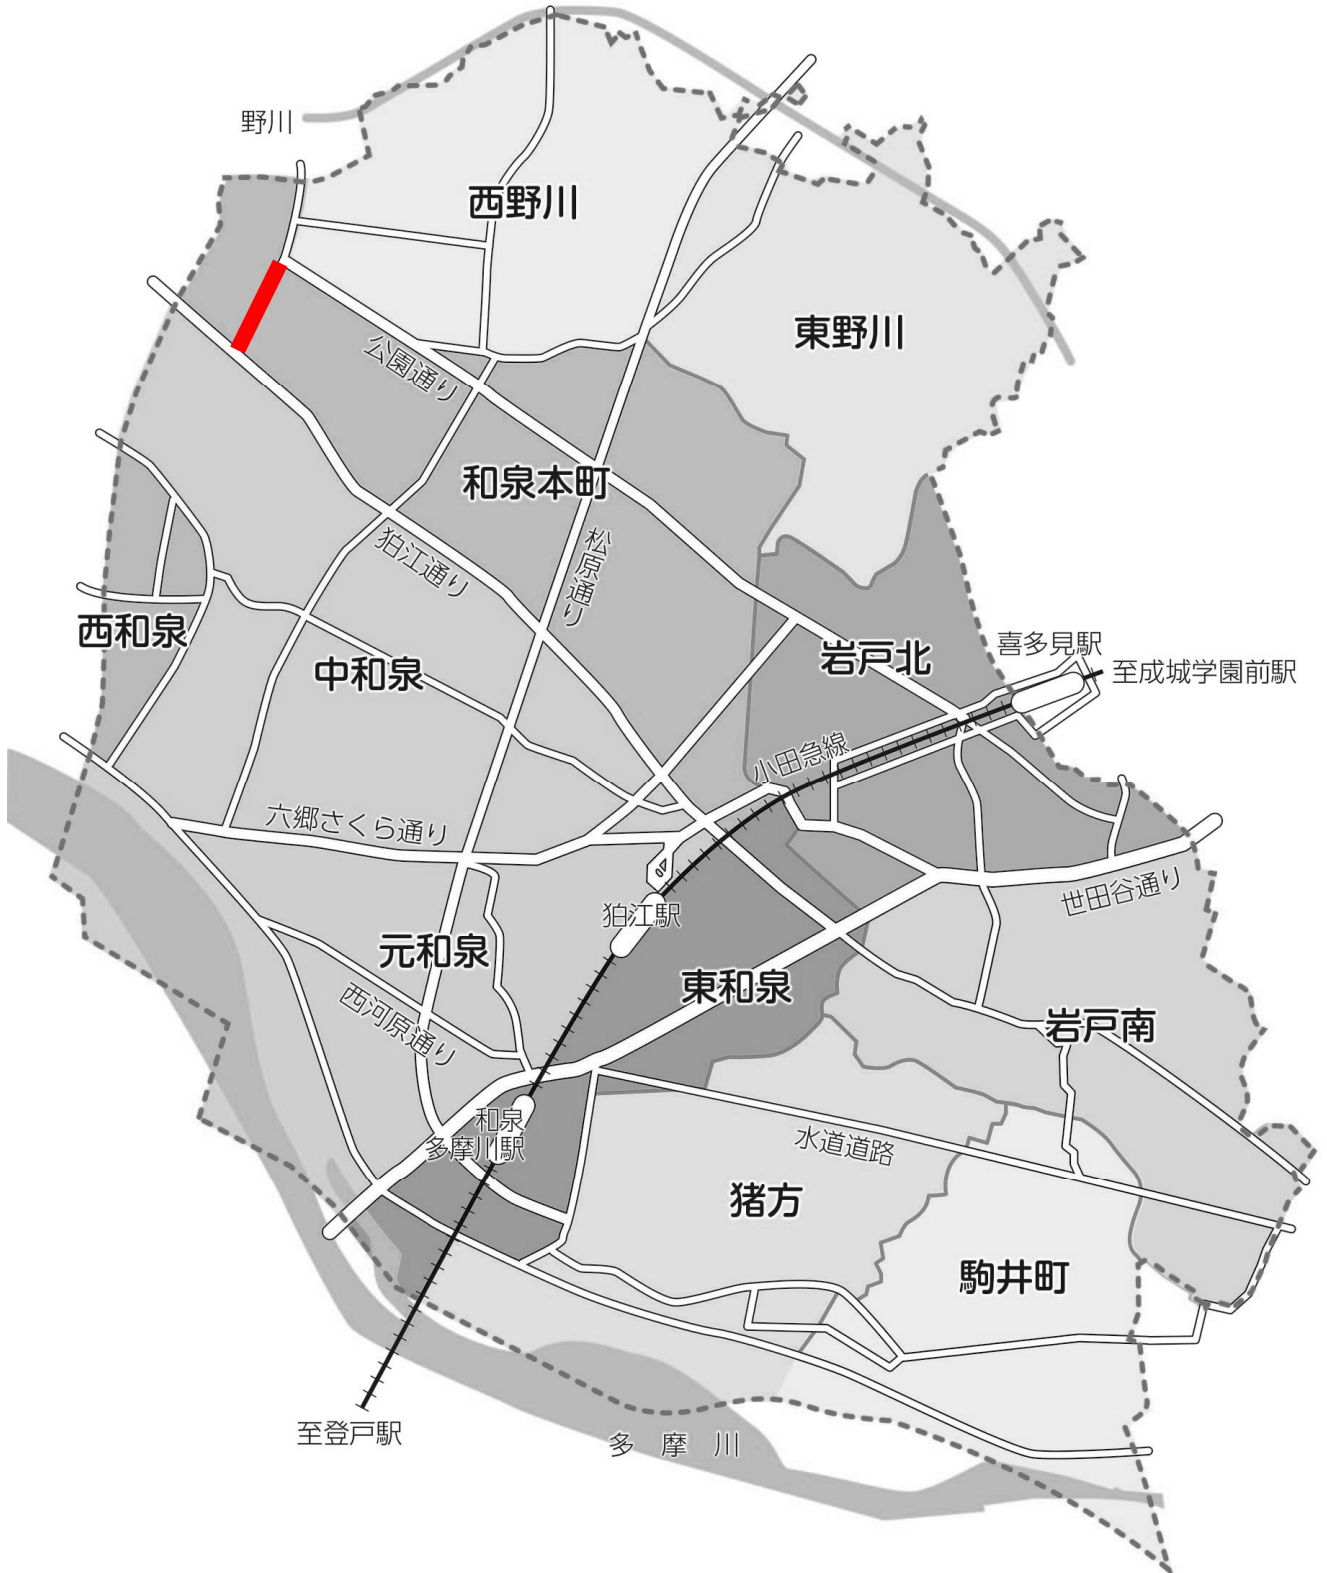 野川
西野川
東野川
公園通り
和泉本町
狛江通り
松原通り
西和泉
中和泉
岩戸北
喜多見駅
至成城学園前駅
小田急線
六郷さくら通り
世田谷通り
狛江駅
元和泉
東和泉
西河原通り
岩戸南
和泉
多摩川駅
水道道路
猪方
駒井町
至登戸駅
多摩川